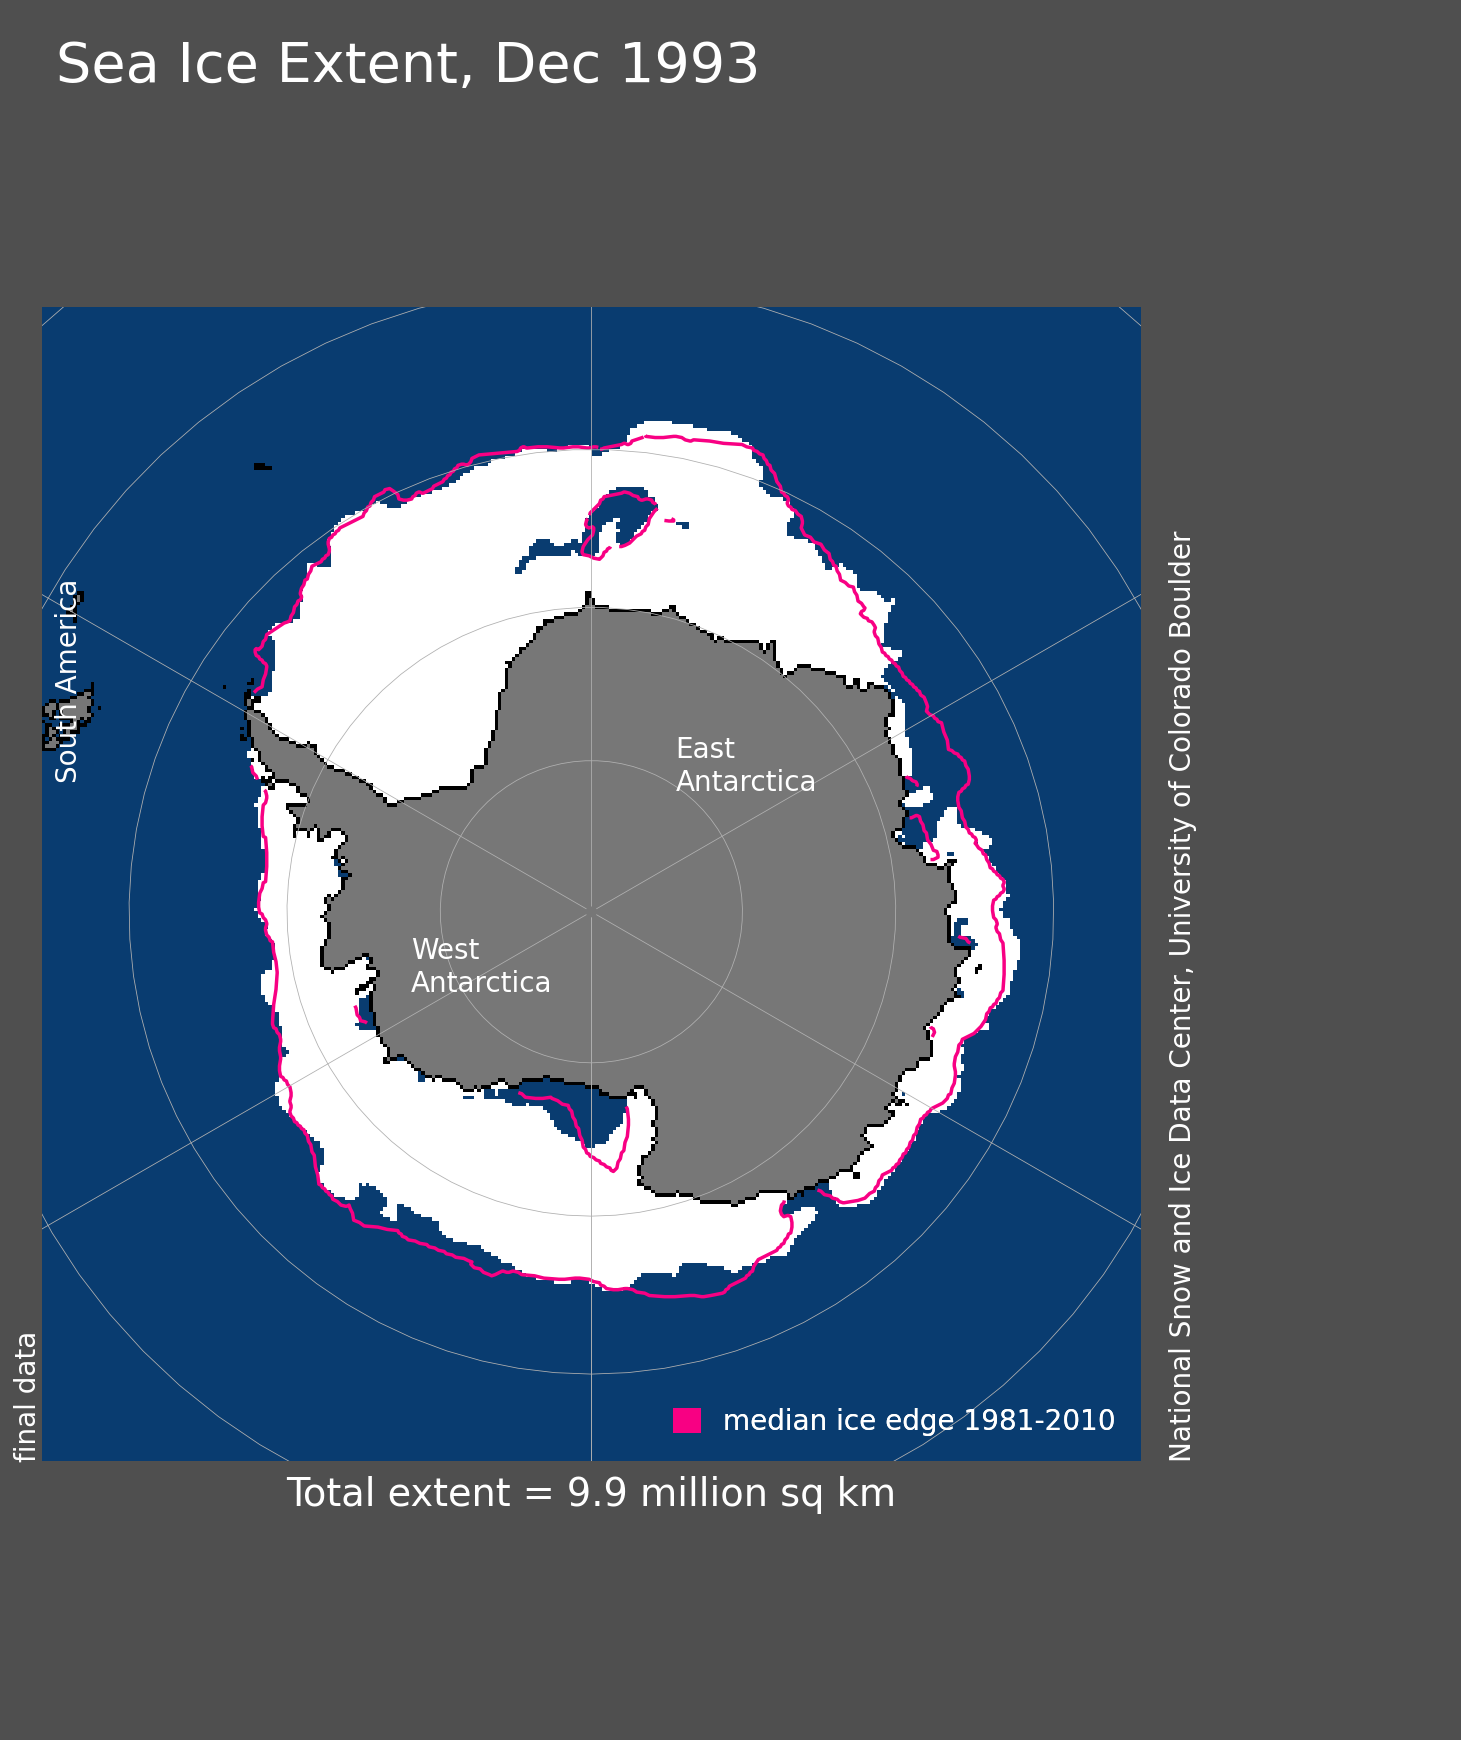 Sea Ice Extent, Dec 1993
South America
East
Antarctica
West
Antarctica
National Snow and Ice Data Center, University of Colorado Boulder
final data
median ice edge 1981-2010
Total extent = 9.9 million sq km